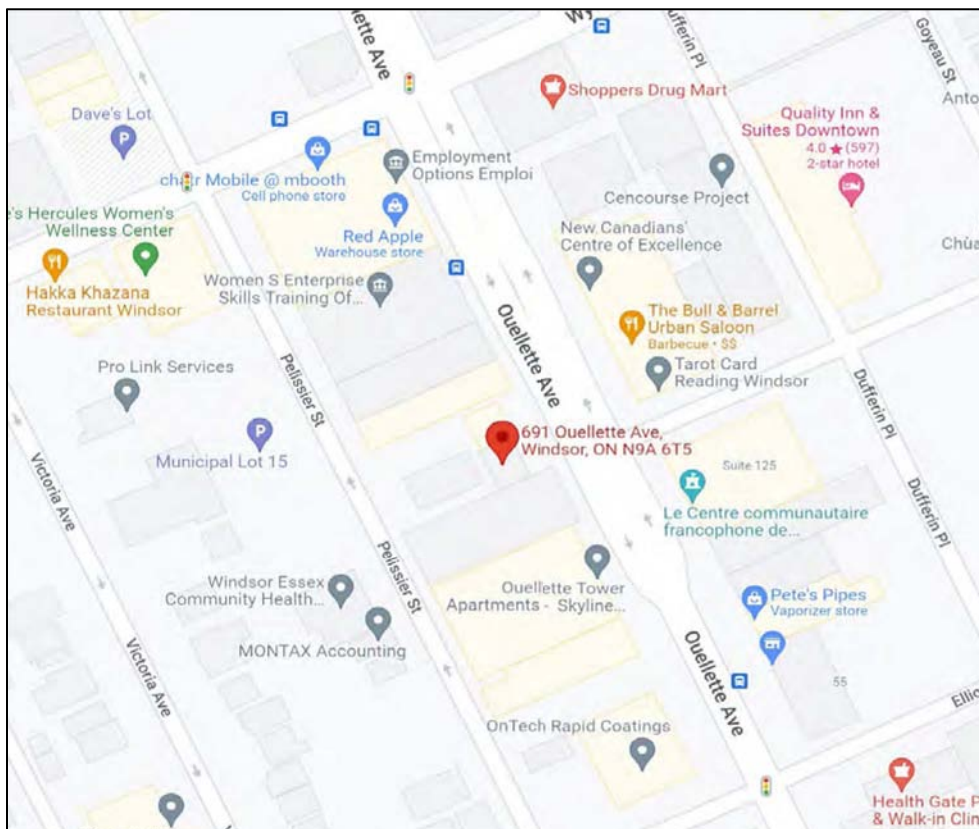 llette Ave
Wy
Dufferin Pl
Goyeau St
Shoppers Drug Mart
Dave's Lot
P
Quality Inn &
Suites Downtown
4.0 ★ (597)
2-star hotel
Anto
Employment
Options Emploi
chatr Mobile @ mbooth
Cell phone store
Cencourse Project
e's Hercules Women's
Wellness Center
Red Apple
Warehouse store
New Canadians'
Centre of Excellence
Chùa
Women S Enterprise
Skills Training Of...
Hakka Khazana
Restaurant Windsor
Ouellette Ave
The Bull & Barrel
Urban Saloon
Barbecue • $$
Pro Link Services
Pelissier St
Tarot Card
Reading Windsor
Dufferin Pl
P
Municipal Lot 15
691 Ouellette Ave,
Windsor, ON N9A 6T5
Suite 125
Victoria Ave
Le Centre communautaire
francophone de...
Dufferin Pl
Pelissier St
Windsor Essex
Community Health...
Ouellette Tower
Apartments - Skyline...
Pete's Pipes
Vaporizer store
MONTAX Accounting
Victoria Ave
Ouellette Ave
55
Ellio
OnTech Rapid Coatings
Health Gate P
& Walk-in Clin